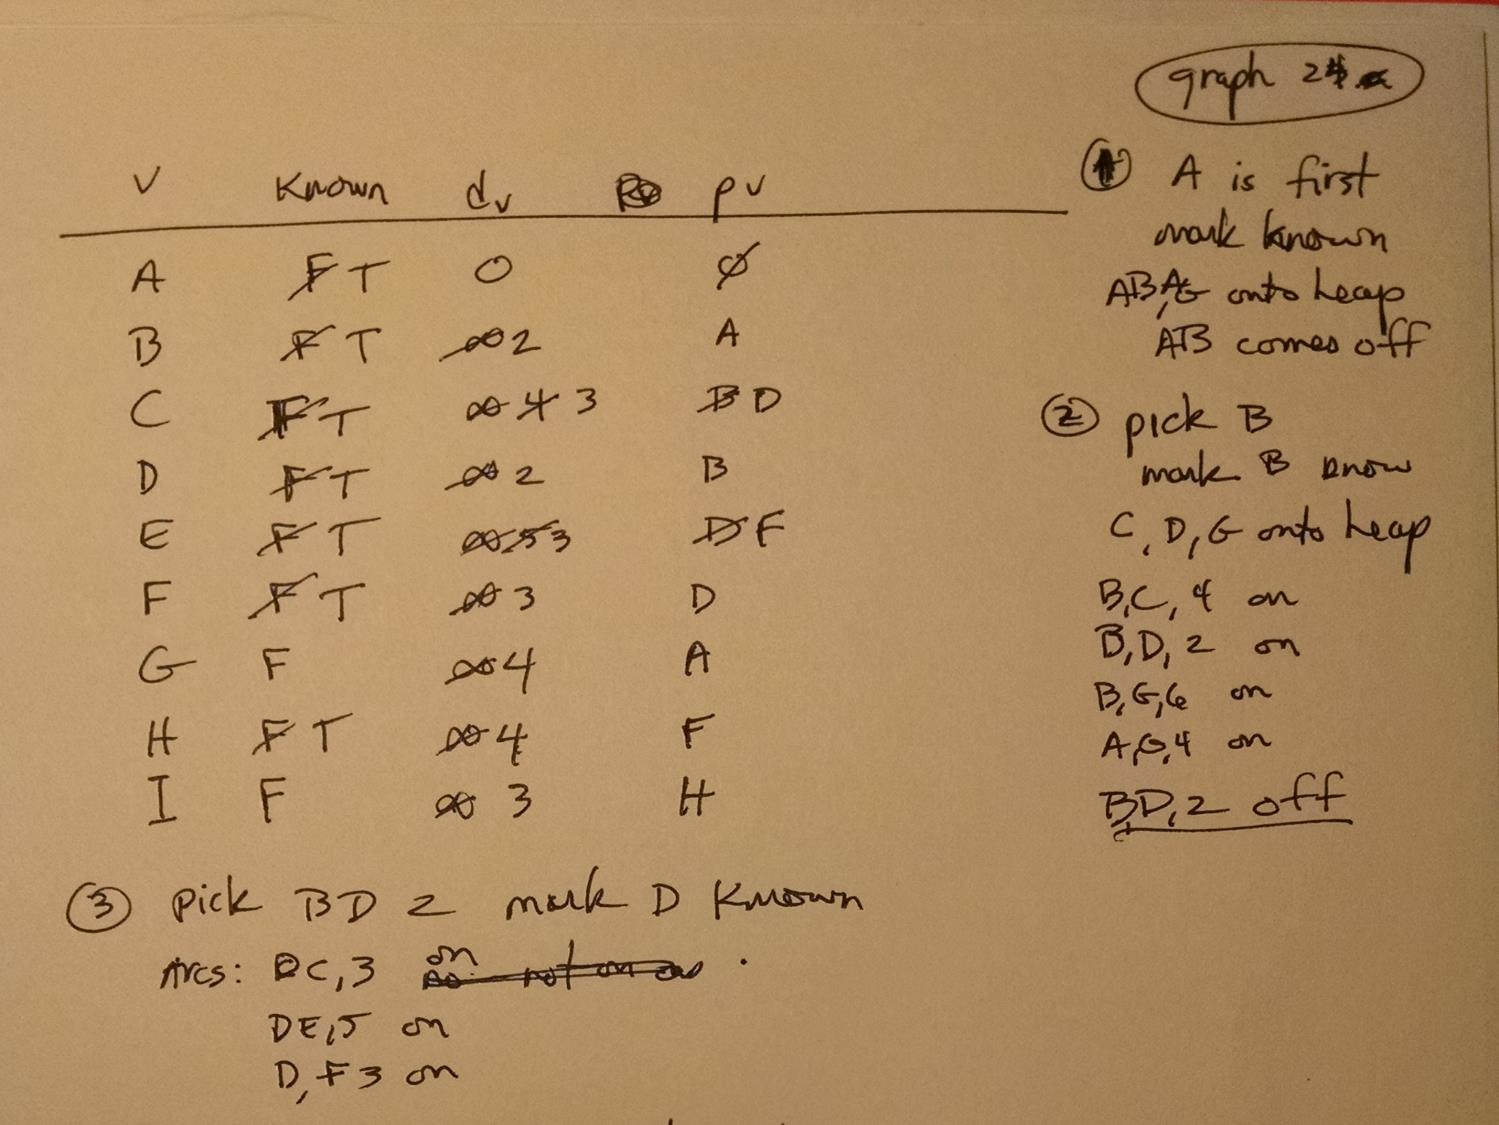 graph 2
V Known dv pv
A F T 0 ø
B F T ∞ 2 A
C F T ∞ 4 3 B D
D F T ∞ 2 B
E F T ∞ 5 3 D F
F F T ∞ 3 D
G F ∞ 4 A
H F T ∞ 4 F
I F ∞ 3 H
① A is first
mark known
AB, AG onto heap
AB comes off
② pick B
mark B know
C, D, G onto heap
B, C, 4 on
B, D, 2 on
B, G, 6 on
A, G, 4 on
B, D, 2 off
③ pick BD 2 mark D Known
Arcs: DC, 3 on
DE, 5 on
D, F 3 on